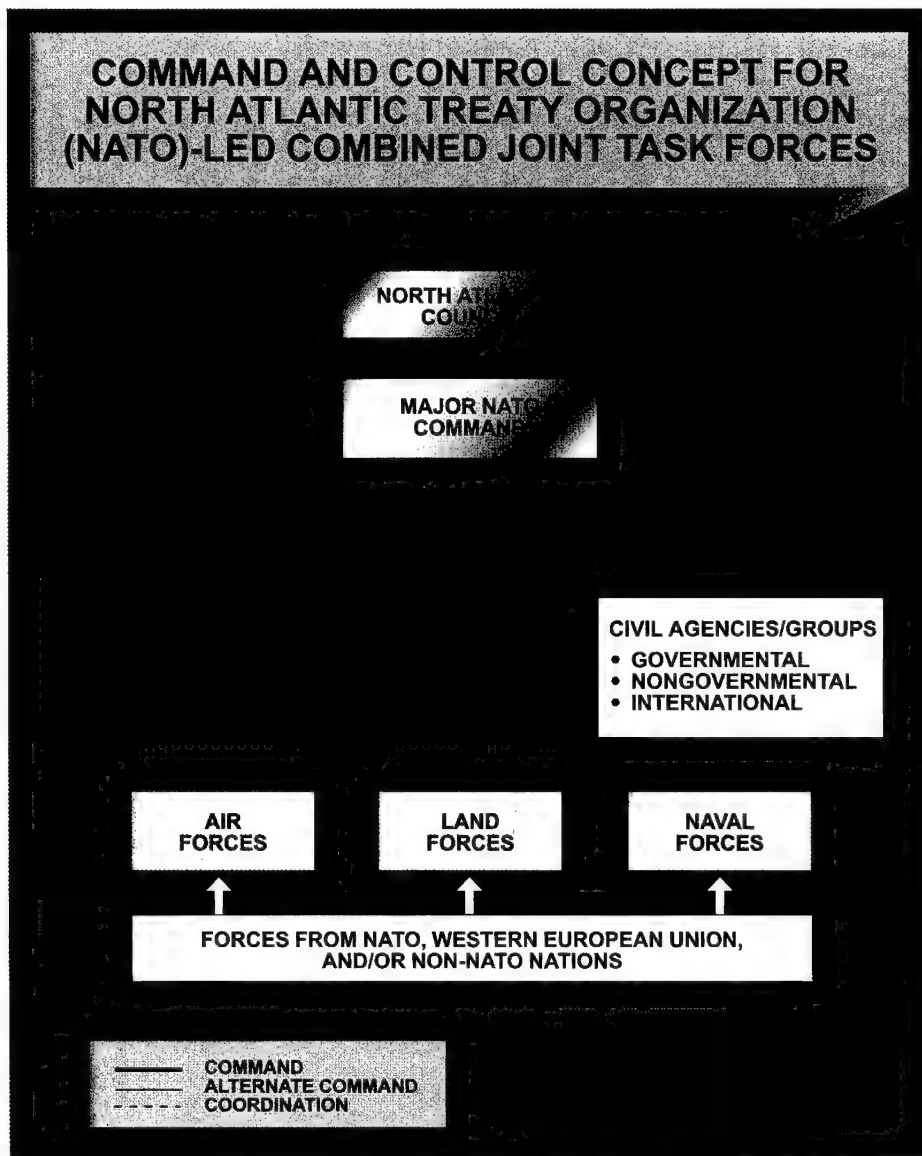 COMMAND AND CONTROL CONCEPT FOR
NORTH ATLANTIC TREATY ORGANIZATION
(NATO)-LED COMBINED JOINT TASK FORCES
NORTH
MAJOR NATO
CIVIL AGENCIES/GROUPS
• GOVERNMENTAL
• NONGOVERNMENTAL
• INTERNATIONAL
AIR
FORCES
LAND
FORCES
NAVAL
FORCES
FORCES FROM NATO, WESTERN EUROPEAN UNION,
AND/OR NON-NATO NATIONS
COMMAND
ALTERNATE COMMAND
COORDINATION